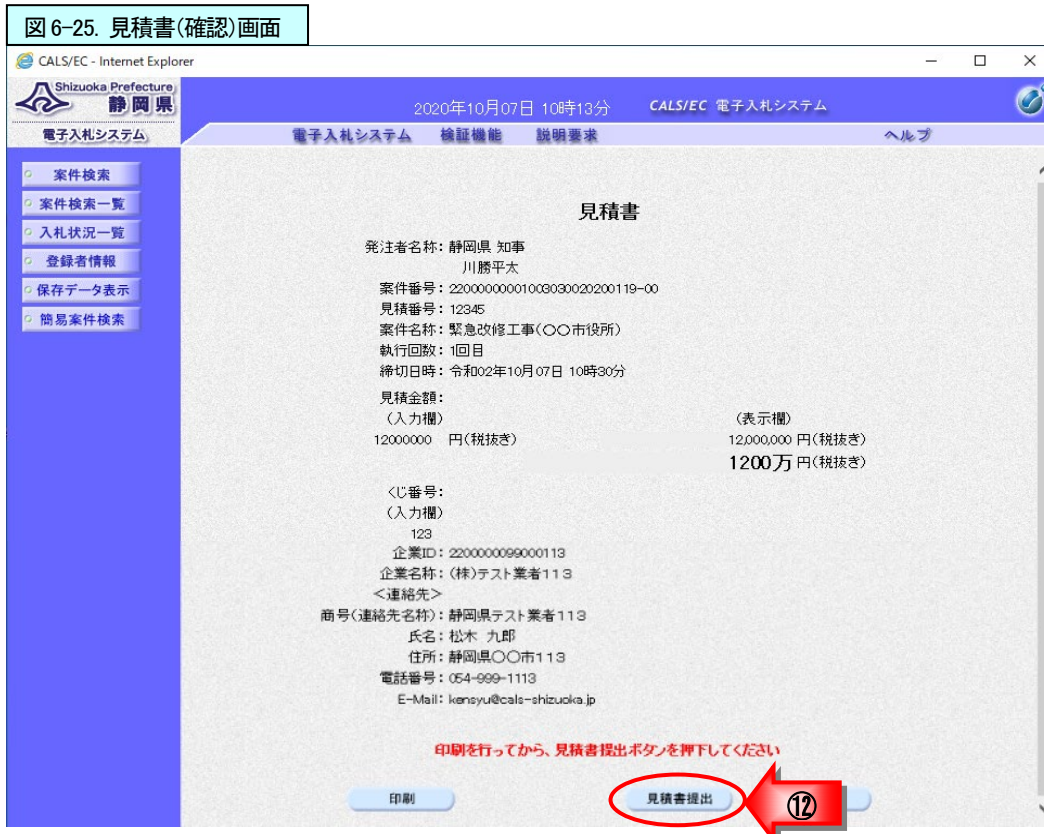 図 6-25. 見積書(確認)画面
CALS/EC - Internet Explorer
Shizuoka Prefecture
静岡県
電子入札システム
2020年10月07日 10時13分 CALS/EC 電子入札システム
電子入札システム 検証機能 説明要求 ヘルプ
案件検索
案件検索一覧
入札状況一覧
登録者情報
保存データ表示
簡易案件検索
見積書
発注者名称：静岡県 知事
川勝平太
案件番号：2200000000100303002020​0119-00
見積番号：12345
案件名称：緊急改修工事(〇〇市役所)
執行回数：1回目
締切日時：令和02年10月07日 10時30分
見積金額：
(入力欄) (表示欄)
12000000 円(税抜き) 12,000,000 円(税抜き)
1200万 円(税抜き)
くじ番号：
(入力欄)
123
企業ID：2200000099000113
企業名称：(株)テスト業者113
<連絡先>
商号(連絡先名称)：静岡県テスト業者113
氏名：松木 九郎
住所：静岡県〇〇市113
電話番号：054-999-1113
E-Mail：kensyu@cals-shizuoka.jp
印刷を行ってから、見積書提出ボタンを押下してください
印刷 見積書提出 ⑫